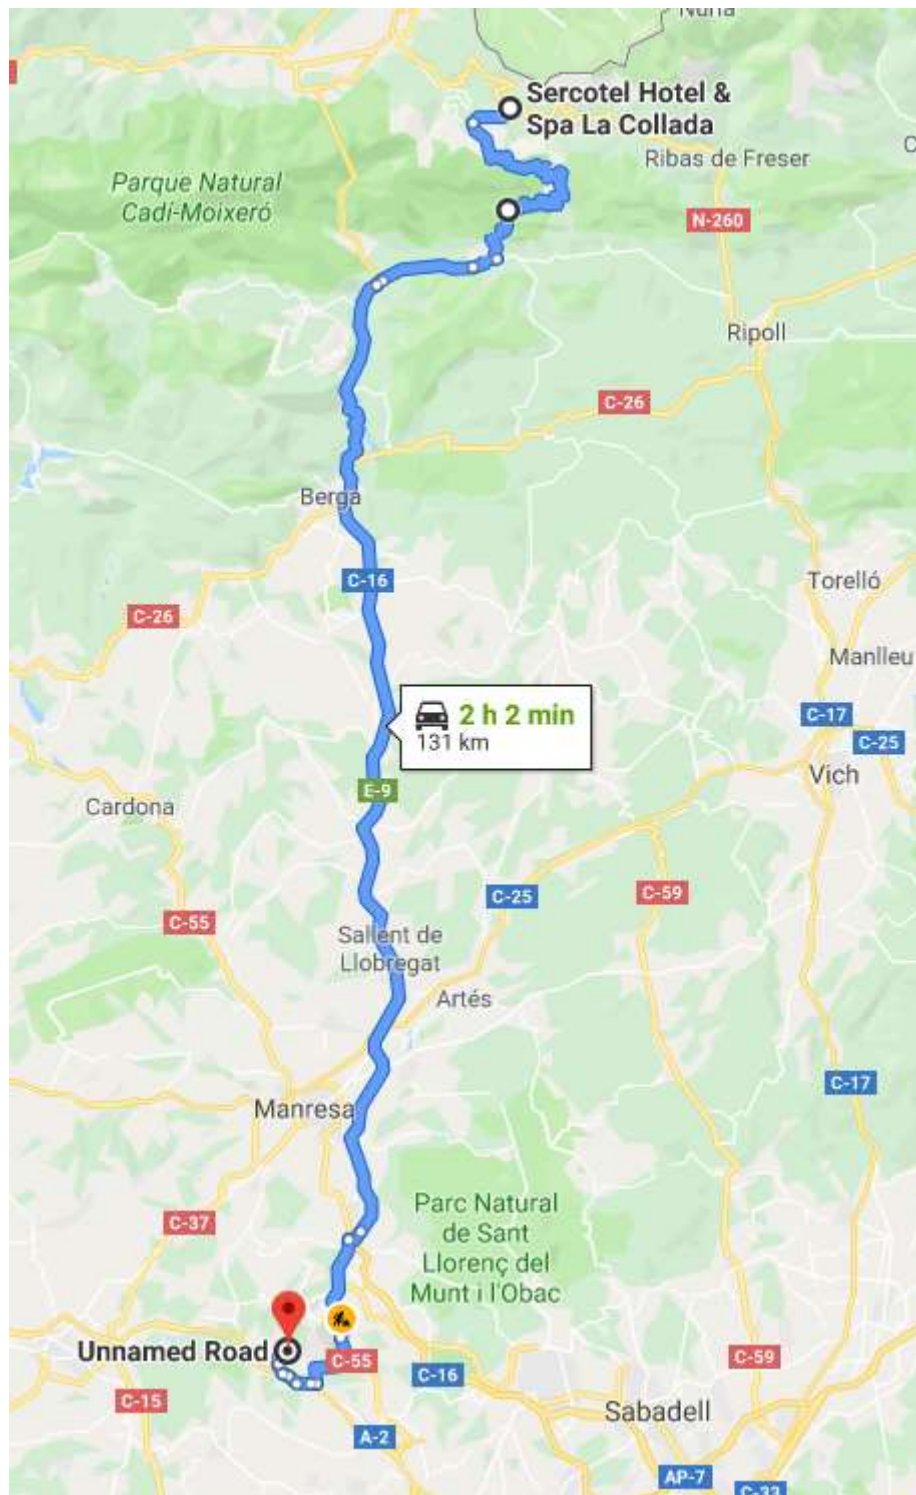 Núria
Sercotel Hotel &
Spa La Collada
Ribas de Freser
Parque Natural
Cadí-Moixeró
N-260
Ripoll
C-26
Berga
C-16
Torelló
C-26
Manlleu
2 h 2 min
131 km
C-17
C-25
Vich
E-9
Cardona
C-25
C-59
C-55
Sallent de
Llobregat
Artés
C-17
Manresa
Parc Natural
de Sant
Llorenç del
Munt i l'Obac
C-37
Unnamed Road
C-55
C-59
C-16
C-15
Sabadell
A-2
AP-7
C-33